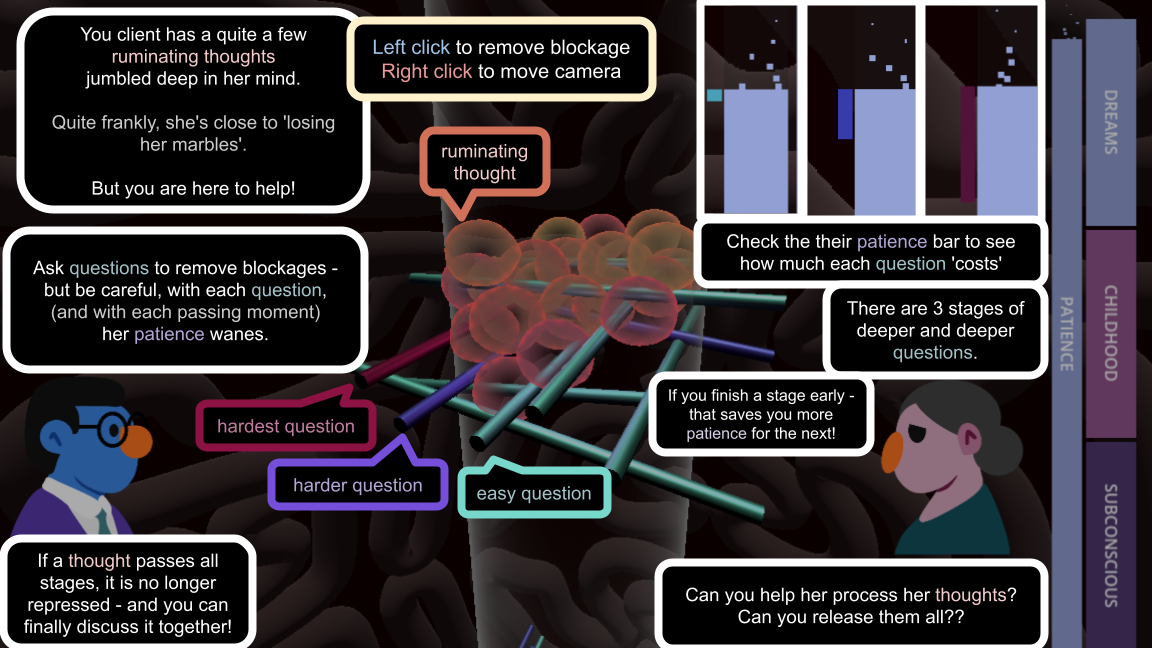 You client has a quite a few
ruminating thoughts
jumbled deep in her mind.
Quite frankly, she's close to 'losing
her marbles'.
But you are here to help!
Left click to remove blockage
Right click to move camera
ruminating
thought
Check the their patience bar to see
how much each question 'costs'
Ask questions to remove blockages -
but be careful, with each question,
(and with each passing moment)
her patience wanes.
There are 3 stages of
deeper and deeper
questions.
If you finish a stage early -
that saves you more
patience for the next!
hardest question
harder question
easy question
If a thought passes all
stages, it is no longer
repressed - and you can
finally discuss it together!
Can you help her process her thoughts?
Can you release them all??
PATIENCE
DREAMS
CHILDHOOD
SUBCONSCIOUS